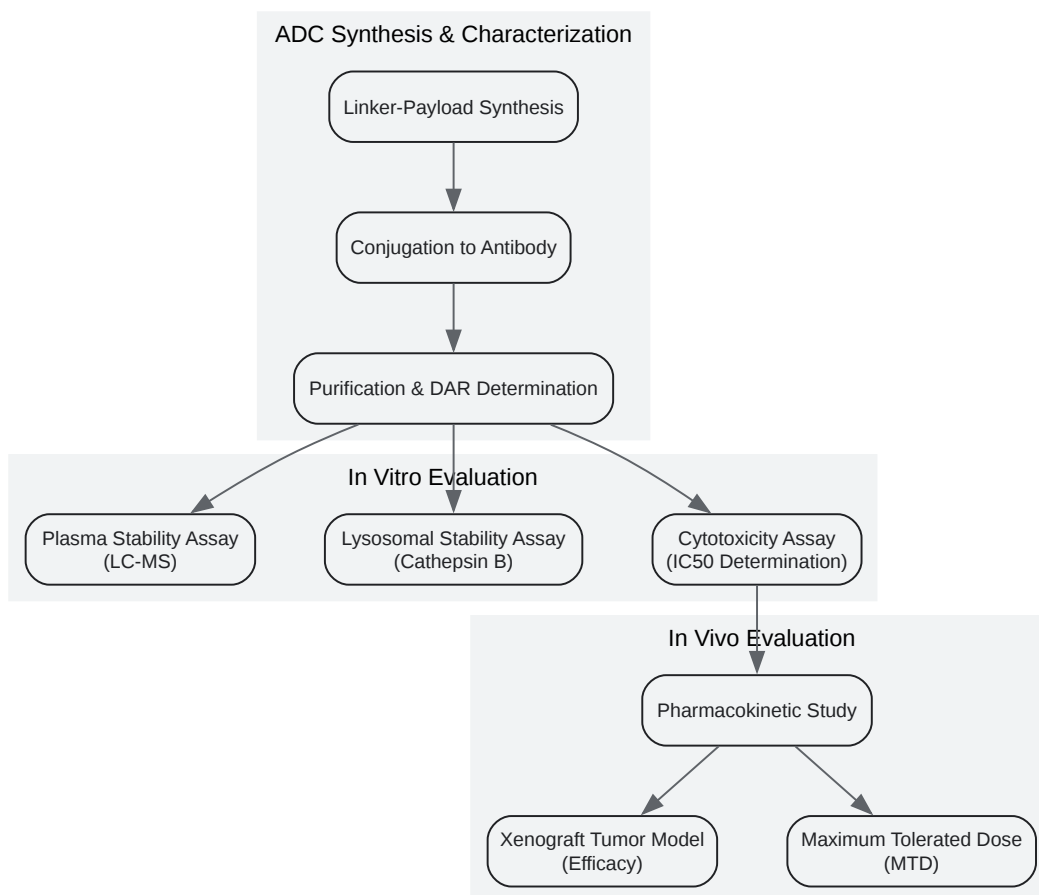 ADC Synthesis & Characterization
Linker-Payload Synthesis
Conjugation to Antibody
Purification & DAR Determination
In Vitro Evaluation
Plasma Stability Assay
(LC-MS)
Lysosomal Stability Assay
(Cathepsin B)
Cytotoxicity Assay
(IC50 Determination)
In Vivo Evaluation
Pharmacokinetic Study
Xenograft Tumor Model
(Efficacy)
Maximum Tolerated Dose
(MTD)